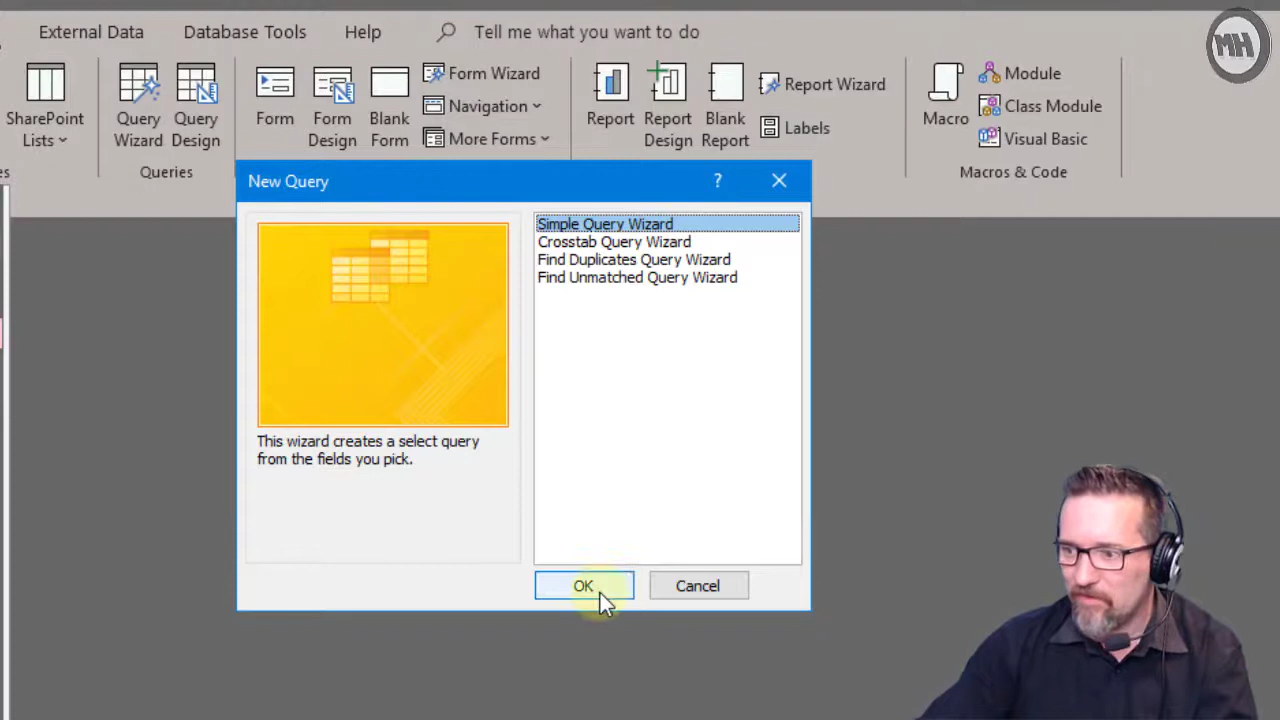 External Data
Database Tools
Help
Tell me what you want to do
MH
SharePoint
Lists
Query
Wizard
Query
Design
Queries
Form
Form
Design
Blank
Form
Form Wizard
Navigation
More Forms
Report
Report
Design
Blank
Report
Report Wizard
Labels
Macro
Module
Class Module
Visual Basic
Macros & Code
New Query
?
Simple Query Wizard
Crosstab Query Wizard
Find Duplicates Query Wizard
Find Unmatched Query Wizard
This wizard creates a select query
from the fields you pick.
OK
Cancel